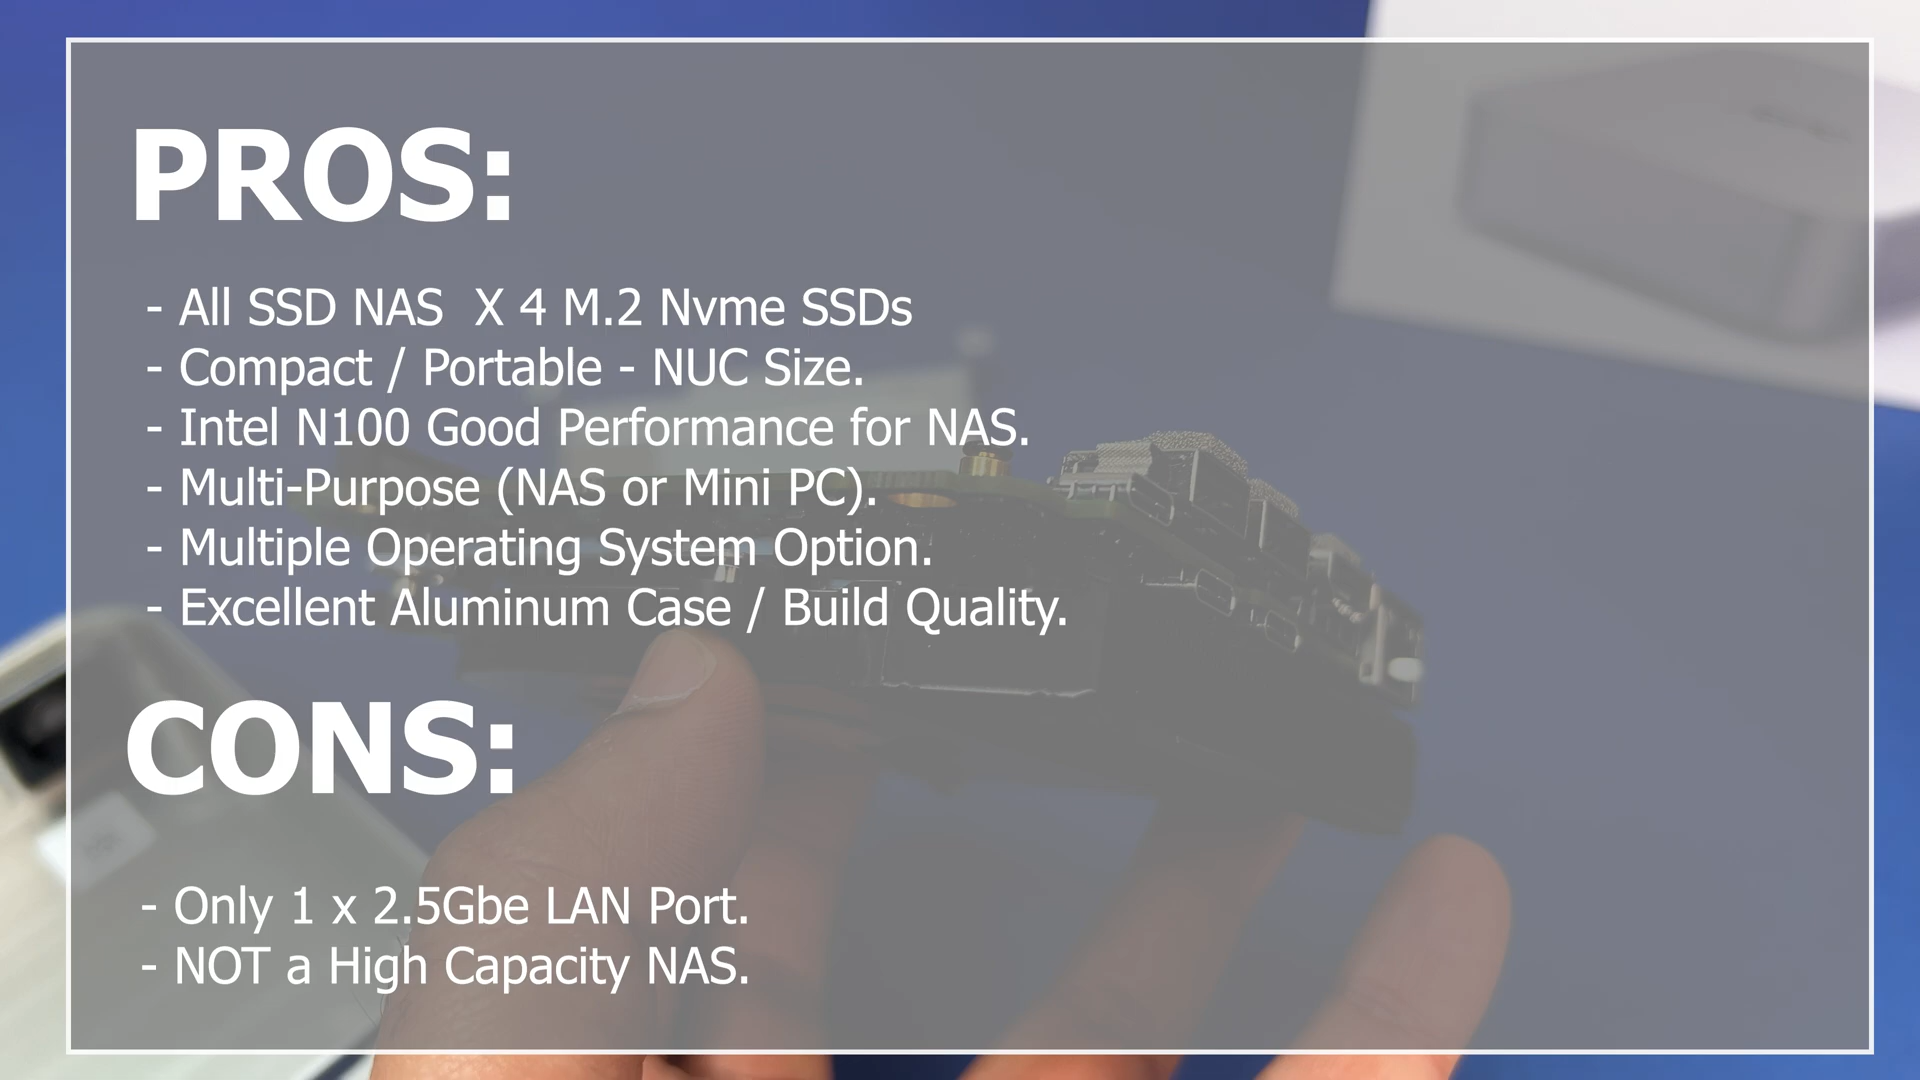 PROS:
- All SSD NAS  X 4 M.2 Nvme SSDs
- Compact / Portable - NUC Size.
- Intel N100 Good Performance for NAS.
- Multi-Purpose (NAS or Mini PC).
- Multiple Operating System Option.
- Excellent Aluminum Case / Build Quality.
CONS:
- Only 1 x 2.5Gbe LAN Port.
- NOT a High Capacity NAS.